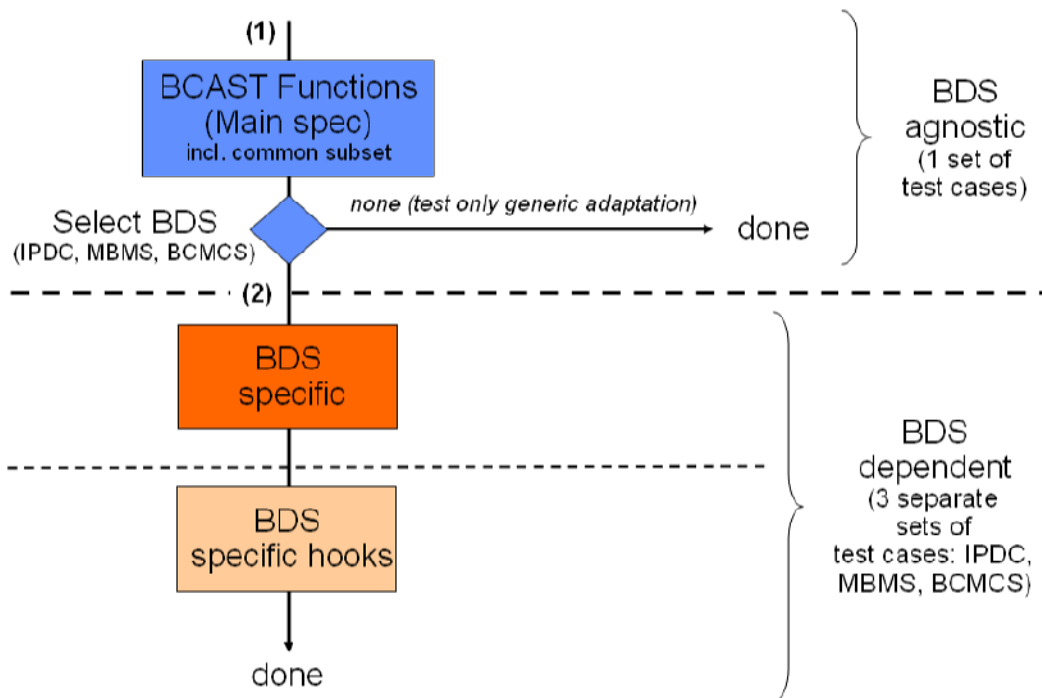 (1)
BCAST Functions
(Main spec)
incl. common subset
BDS
agnostic
(1 set of
test cases)
Select BDS
(IPDC, MBMS, BCMCS)
none (test only generic adaptation)
done
(2)
BDS
specific
BDS
specific hooks
BDS
dependent
(3 separate
sets of
test cases: IPDC,
MBMS, BCMCS)
done